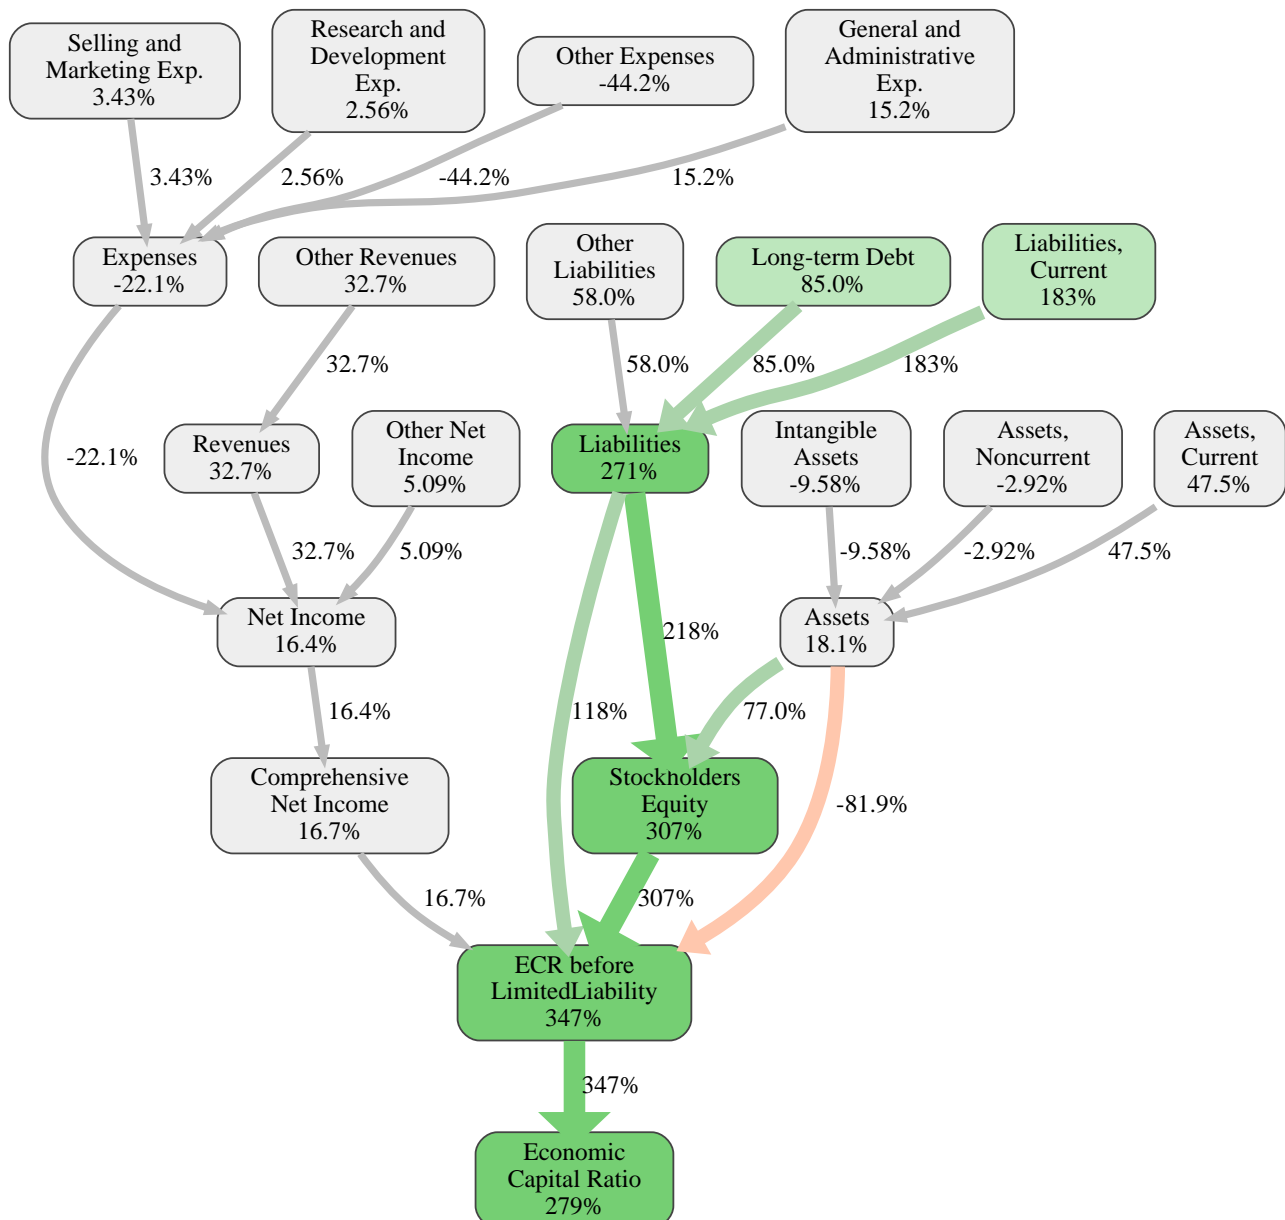 Selling and
Marketing Exp.
3.43%
Research and
Development
Exp.
2.56%
Other Expenses
-44.2%
General and
Administrative
Exp.
15.2%
3.43%
2.56%
-44.2%
15.2%
Expenses
-22.1%
Other Revenues
32.7%
Other
Liabilities
58.0%
Long-term Debt
85.0%
Liabilities,
Current
183%
32.7%
58.0%
85.0%
183%
-22.1%
Revenues
32.7%
Other Net
Income
5.09%
Liabilities
271%
Intangible
Assets
-9.58%
Assets,
Noncurrent
-2.92%
Assets,
Current
47.5%
32.7%
5.09%
-9.58%
-2.92%
47.5%
Net Income
16.4%
218%
Assets
18.1%
16.4%
118%
77.0%
Comprehensive
Net Income
16.7%
Stockholders
Equity
307%
-81.9%
16.7%
307%
ECR before
LimitedLiability
347%
347%
Economic
Capital Ratio
279%